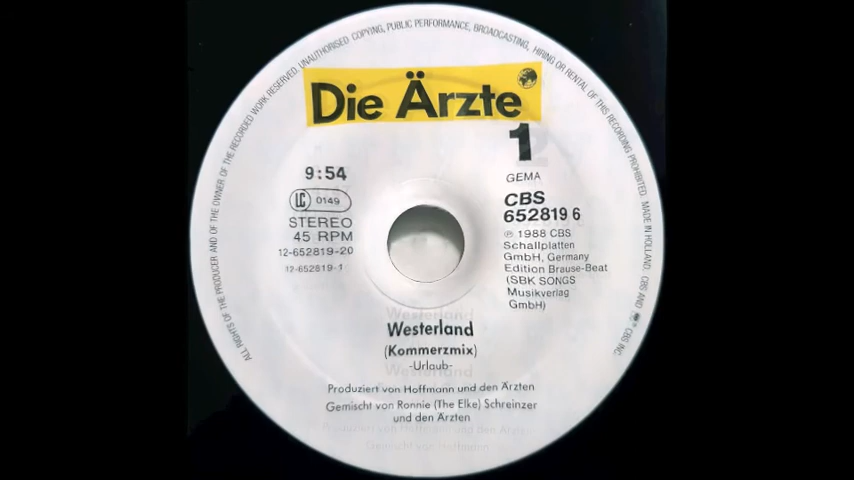 ALL RIGHTS OF THE PRODUCER AND OF THE OWNER OF THE RECORDED WORK RESERVED. UNAUTHORISED COPYING, PUBLIC PERFORMANCE, BROADCASTING, HIRING OR RENTAL OF THIS RECORDING PROHIBITED. MADE IN HOLLAND. CBS AND CBS INC.
Die Ärzte
1
9:54
GEMA
LC 0149
CBS
652819 6
STEREO
45 RPM
12-652819-20
12-652819-1
℗ 1988 CBS
Schallplatten
GmbH, Germany
Edition Brause-Beat
(SBK SONGS
Musikverlag
GmbH)
Westerland
(Kommerzmix)
-Urlaub-
Produziert von Hoffmann und den Ärzten
Gemischt von Ronnie (The Elke) Schreinzer
und den Ärzten